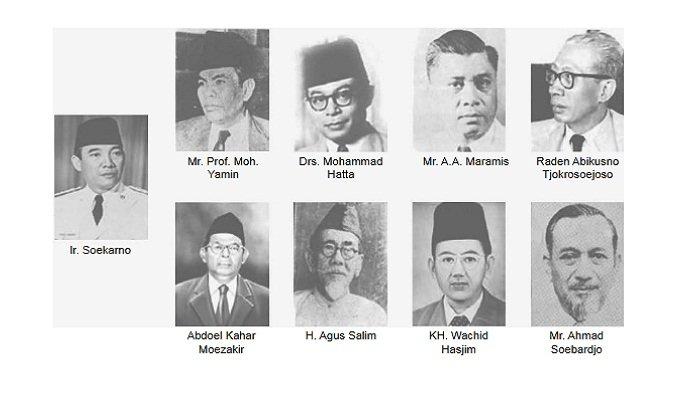 Mr. Prof. Moh.
Yamin
Drs. Mohammad
Hatta
Mr. A.A. Maramis
Raden Abikusno
Tjokrosoejoso
Ir. Soekarno
Abdoel Kahar
Moezakir
H. Agus Salim
KH. Wachid
Hasjim
Mr. Ahmad
Soebardjo